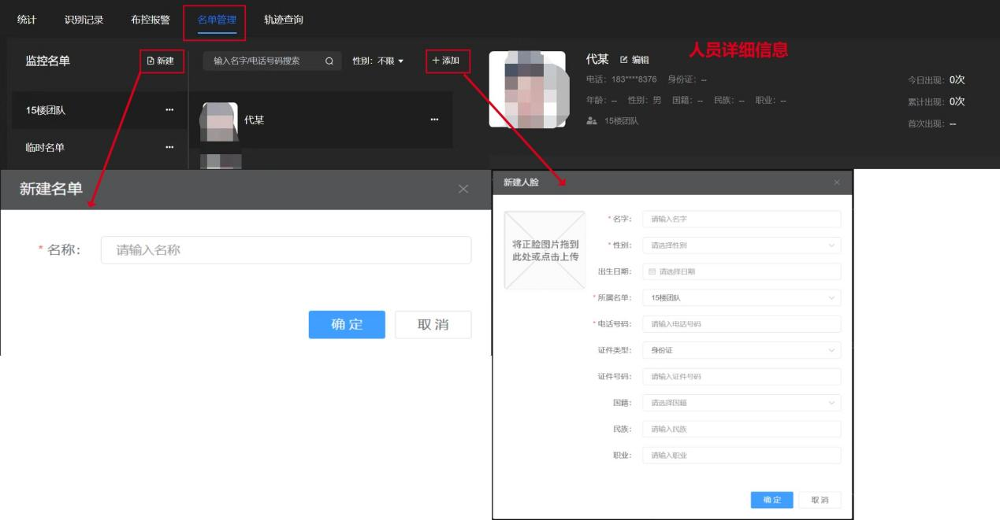 统计 识别记录 布控报警 名单管理 轨迹查询
监控名单 新建 输入名字/电话号码搜索 性别: 不限 +添加
15楼团队 ···
临时名单 ···
代某 ···
人员详细信息
代某 编辑
电话: 183****8376 身份证: --
年龄: -- 性别: 男 国籍: -- 民族: -- 职业: --
15楼团队
今日出现: 0次
累计出现: 0次
首次出现: --
新建名单
* 名称: 请输入名称
确定 取消
新建人脸
将正脸图片拖到
此处或点击上传
* 名字: 请输入名字
* 性别: 请选择性别
出生日期: 请选择日期
* 所属名单: 15楼团队
* 电话号码: 请输入电话号码
证件类型: 身份证
证件号码: 请输入证件号码
国籍: 请选择国籍
民族: 请输入民族
职业: 请输入职业
确定 取消